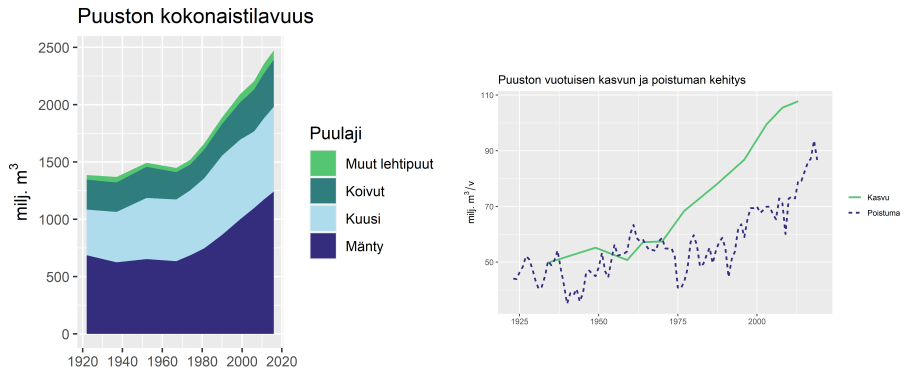 Puuston kokonaistilavuus
milj. m³
2500
2000
1500
1000
500
0
1920 1940 1960 1980 2000 2020
Puulaji
Muut lehtipuut
Koivut
Kuusi
Mänty
Puuston vuotuisen kasvun ja poistuman kehitys
milj. m³/v
110
90
70
50
1925 1950 1975 2000
Kasvu
Poistuma